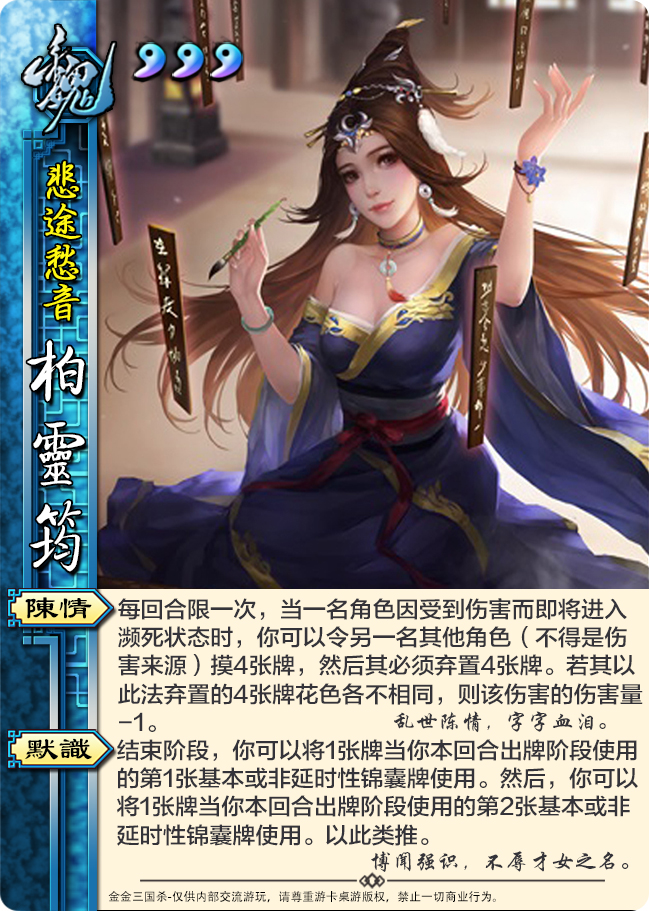 魏
悲途愁音
柏靈筠
陳情
每回合限一次，当一名角色因受到伤害而即将进入
濒死状态时，你可以令另一名其他角色（不得是伤
害来源）摸4张牌，然后其必须弃置4张牌。若其以
此法弃置的4张牌花色各不相同，则该伤害的伤害量
-1。
乱世陈情，字字血泪。
默識
结束阶段，你可以将1张牌当你本回合出牌阶段使用
的第1张基本或非延时性锦囊牌使用。然后，你可以
将1张牌当你本回合出牌阶段使用的第2张基本或非
延时性锦囊牌使用。以此类推。
博闻强识，不辱才女之名。
金金三国杀-仅供内部交流游玩，请尊重游卡桌游版权，禁止一切商业行为。